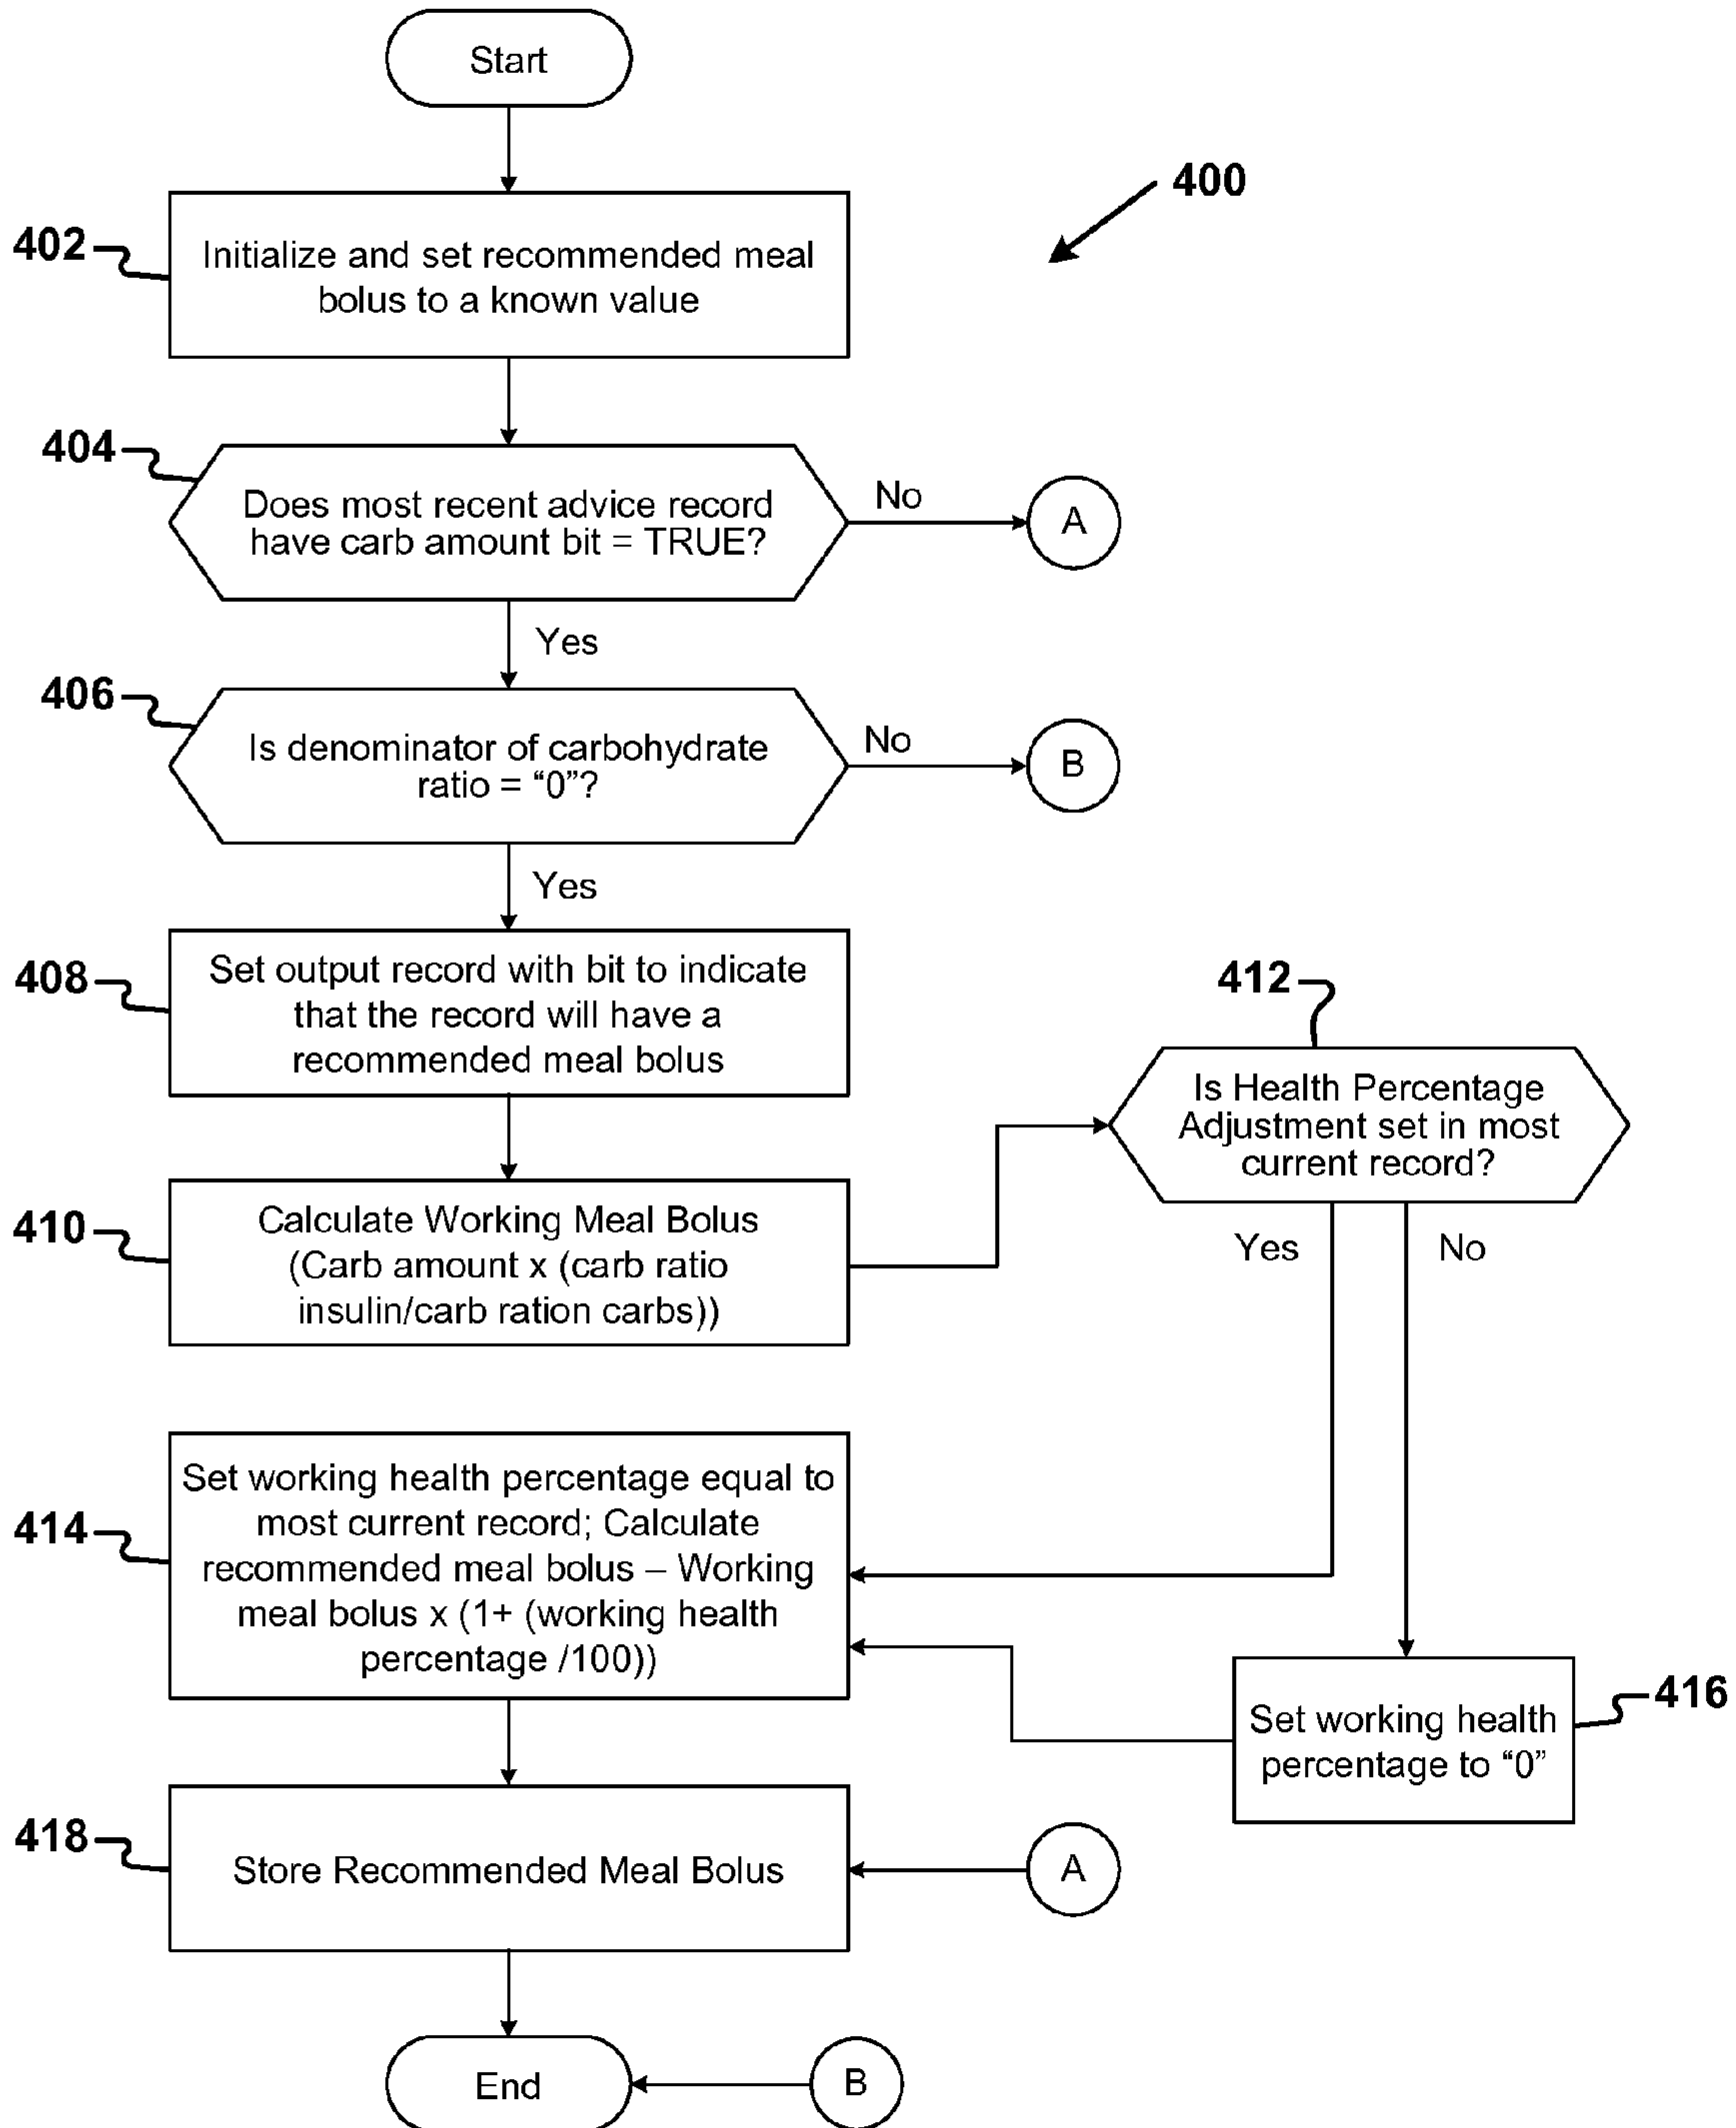 Start
400
402
Initialize and set recommended meal
bolus to a known value
404
Does most recent advice record
have carb amount bit = TRUE?
No
A
Yes
406
Is denominator of carbohydrate
ratio = “0”?
No
B
Yes
408
Set output record with bit to indicate
that the record will have a
recommended meal bolus
410
Calculate Working Meal Bolus
(Carb amount x (carb ratio
insulin/carb ration carbs))
412
Is Health Percentage
Adjustment set in most
current record?
Yes
No
414
Set working health percentage equal to
most current record; Calculate
recommended meal bolus – Working
meal bolus x (1+ (working health
percentage /100))
416
Set working health
percentage to “0”
418
Store Recommended Meal Bolus
A
End
B